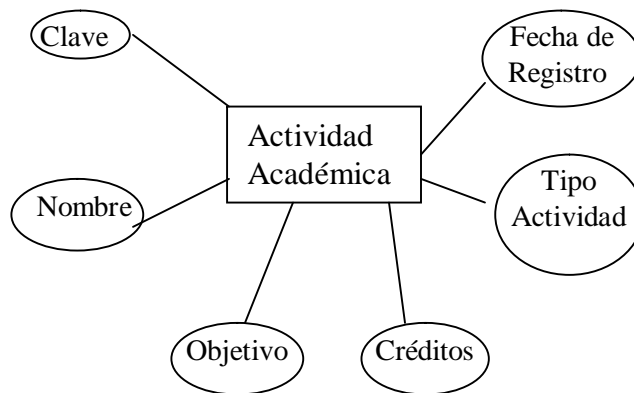 Clave
Fecha de
Registro
Actividad
Académica
Nombre
Tipo
Actividad
Objetivo
Créditos